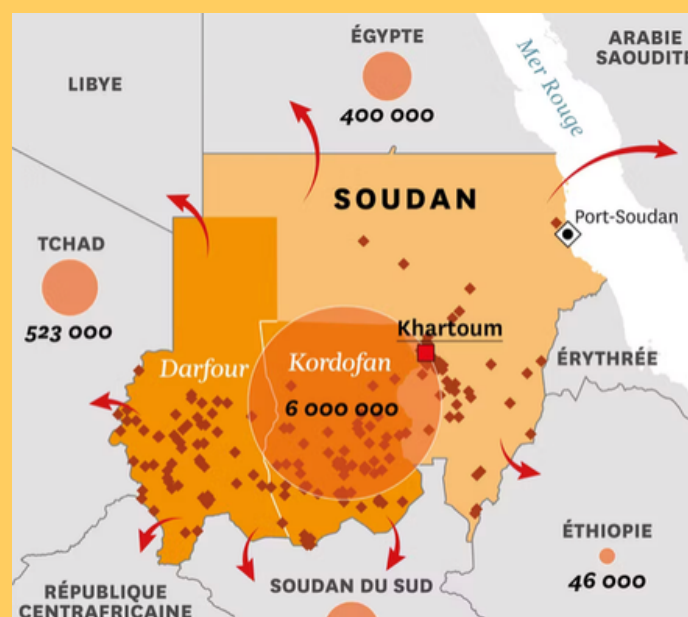 ÉGYPTE
400 000
Mer Rouge
ARABIE
SAOUDITE
LIBYE
SOUDAN
Port-Soudan
TCHAD
523 000
Khartoum
Darfour
Kordofan
6 000 000
ÉRYTHRÉE
ÉTHIOPIE
46 000
SOUDAN DU SUD
RÉPUBLIQUE
CENTRAFRICAINE